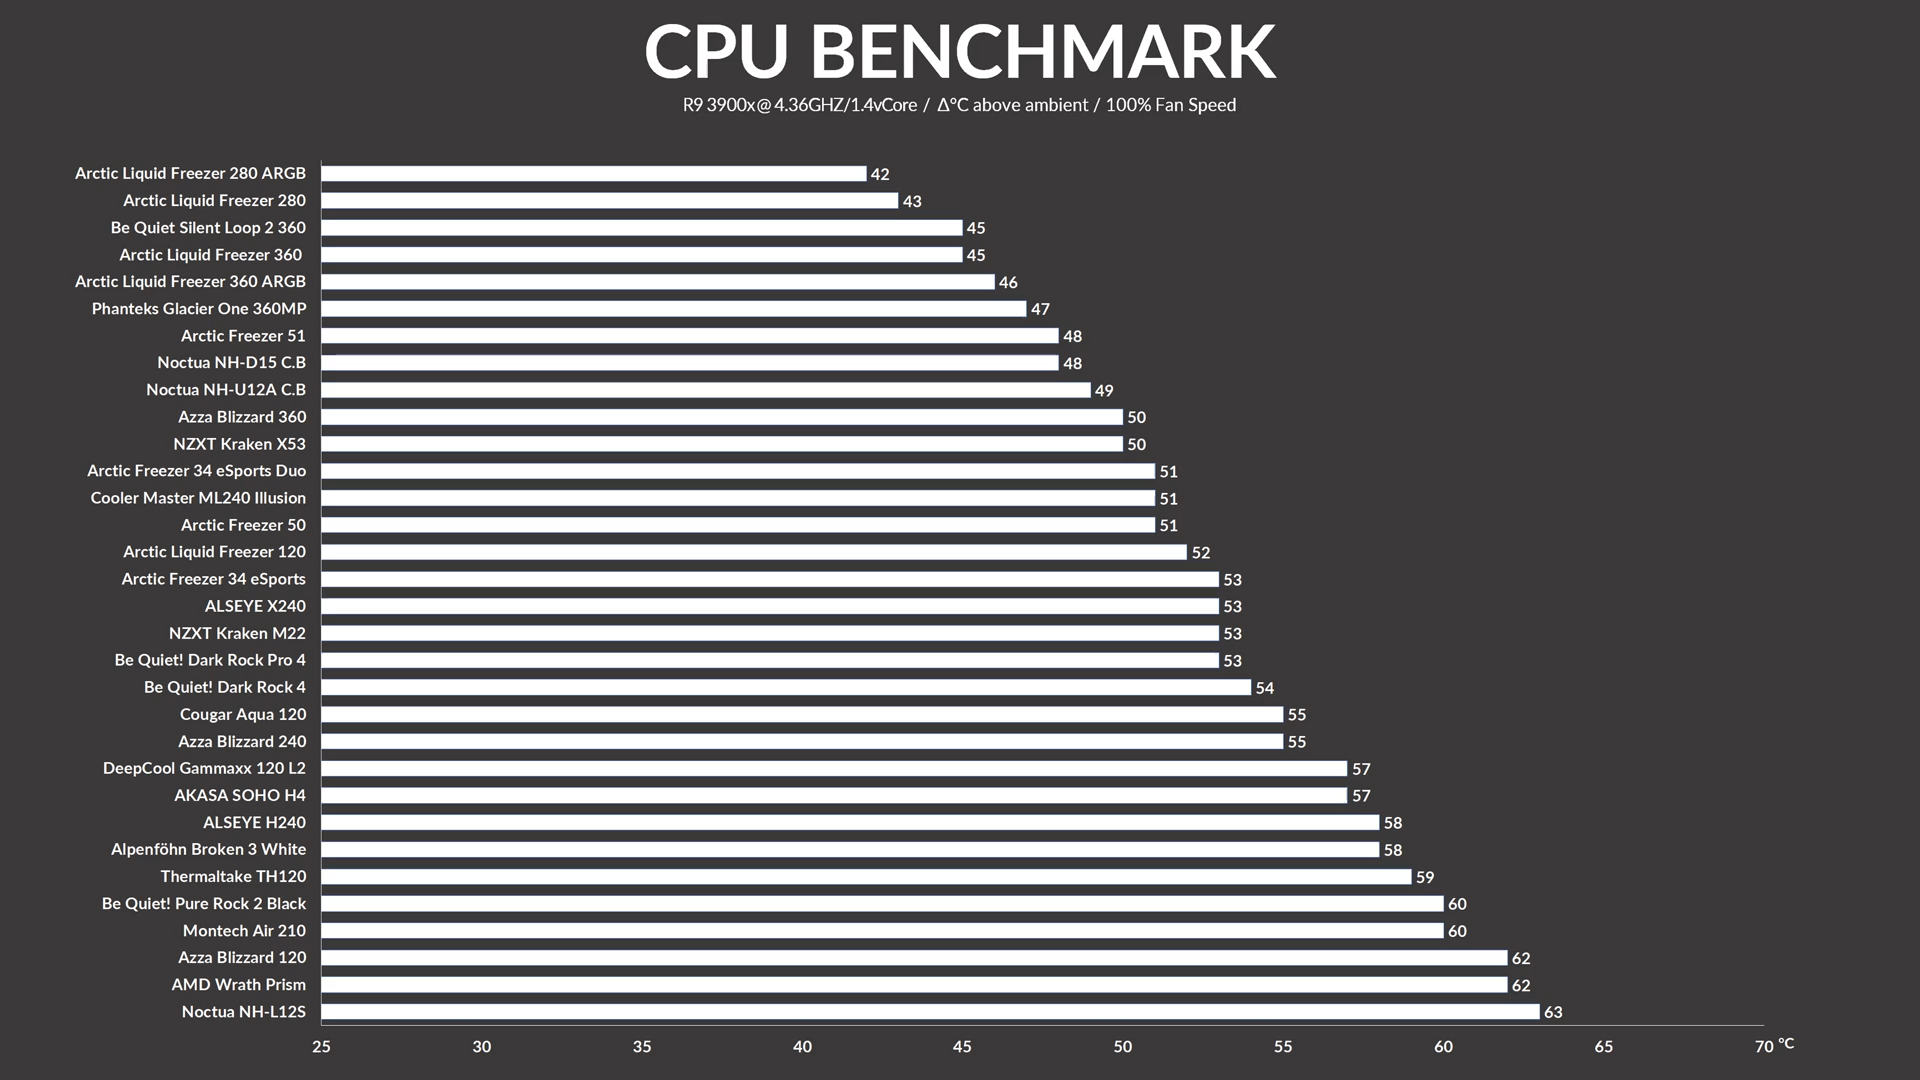 CPU BENCHMARK
R9 3900x@ 4.36GHZ/1.4vCore / Δ°C above ambient / 100% Fan Speed
Arctic Liquid Freezer 280 ARGB 42
Arctic Liquid Freezer 280 43
Be Quiet Silent Loop 2 360 45
Arctic Liquid Freezer 360 45
Arctic Liquid Freezer 360 ARGB 46
Phanteks Glacier One 360MP 47
Arctic Freezer 51 48
Noctua NH-D15 C.B 48
Noctua NH-U12A C.B 49
Azza Blizzard 360 50
NZXT Kraken X53 50
Arctic Freezer 34 eSports Duo 51
Cooler Master ML240 Illusion 51
Arctic Freezer 50 51
Arctic Liquid Freezer 120 52
Arctic Freezer 34 eSports 53
ALSEYE X240 53
NZXT Kraken M22 53
Be Quiet! Dark Rock Pro 4 53
Be Quiet! Dark Rock 4 54
Cougar Aqua 120 55
Azza Blizzard 240 55
DeepCool Gammaxx 120 L2 57
AKASA SOHO H4 57
ALSEYE H240 58
Alpenföhn Broken 3 White 58
Thermaltake TH120 59
Be Quiet! Pure Rock 2 Black 60
Montech Air 210 60
Azza Blizzard 120 62
AMD Wrath Prism 62
Noctua NH-L12S 63
25 30 35 40 45 50 55 60 65 70 °C